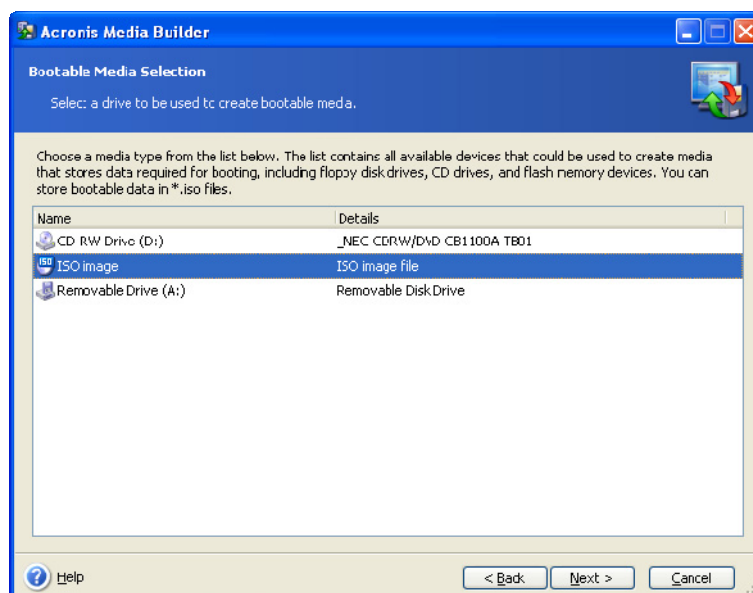 Acronis Media Builder
Bootable Media Selection
Select a drive to be used to create bootable media.
Choose a media type from the list below. The list contains all available devices that could be used to create media
that stores data required for booting, including floppy disk drives, CD drives, and flash memory devices. You can
store bootable data in *.iso files.
Name Details
CD RW Drive (D:) _NEC CDRW/DVD CB1100A TB01
ISO image ISO image file
Removable Drive (A:) Removable Disk Drive
Help < Back Next > Cancel